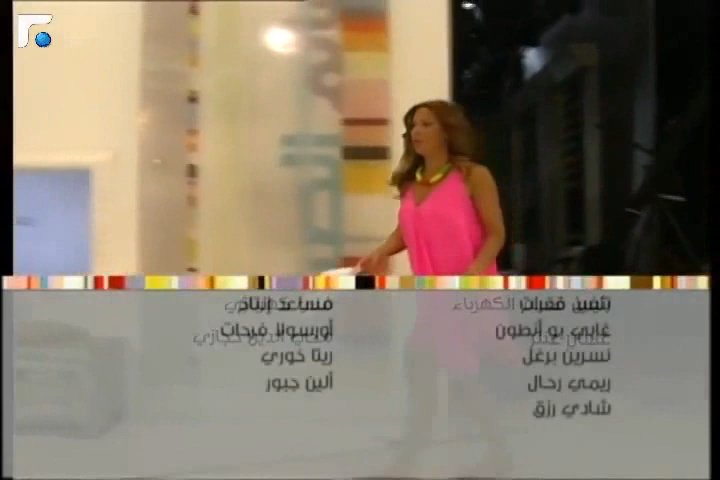 تنفيذ فقرات
غابي بو أنطون
نسرين برغل
ريمي رحال
شادي رزق
مساعد إنتاج
أورسولا فرحات
ريتا خوري
ألين جبور
الكهرباء
حجازي